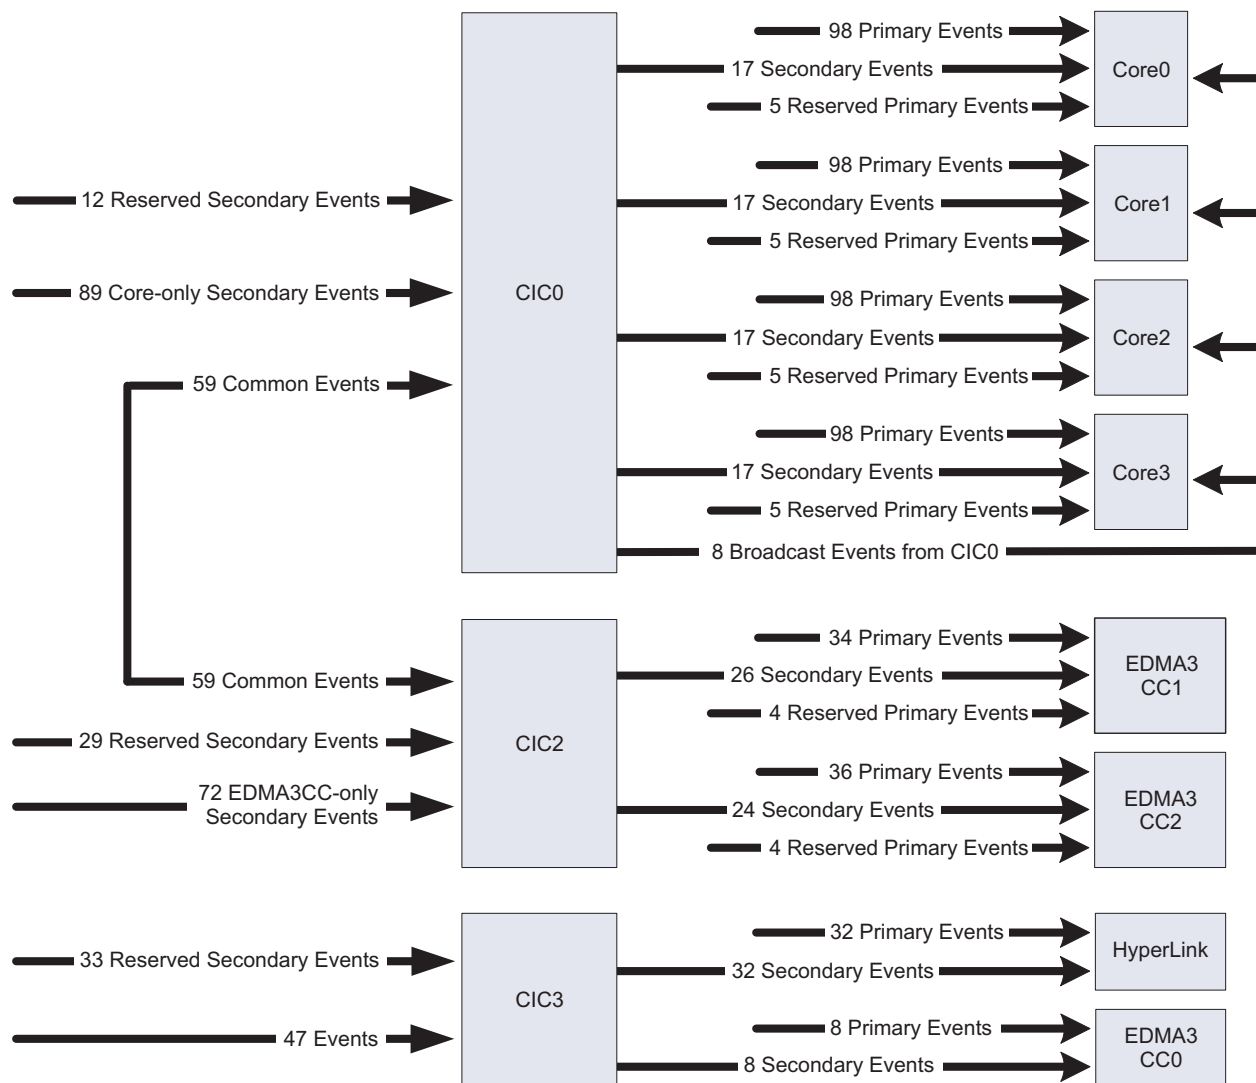 98 Primary Events
17 Secondary Events
5 Reserved Primary Events
Core0
12 Reserved Secondary Events
89 Core-only Secondary Events
59 Common Events
CIC0
98 Primary Events
17 Secondary Events
5 Reserved Primary Events
Core1
98 Primary Events
17 Secondary Events
5 Reserved Primary Events
Core2
98 Primary Events
17 Secondary Events
5 Reserved Primary Events
Core3
8 Broadcast Events from CIC0
59 Common Events
29 Reserved Secondary Events
72 EDMA3CC-only
Secondary Events
CIC2
34 Primary Events
26 Secondary Events
4 Reserved Primary Events
EDMA3
CC1
36 Primary Events
24 Secondary Events
4 Reserved Primary Events
EDMA3
CC2
33 Reserved Secondary Events
47 Events
CIC3
32 Primary Events
32 Secondary Events
HyperLink
8 Primary Events
8 Secondary Events
EDMA3
CC0